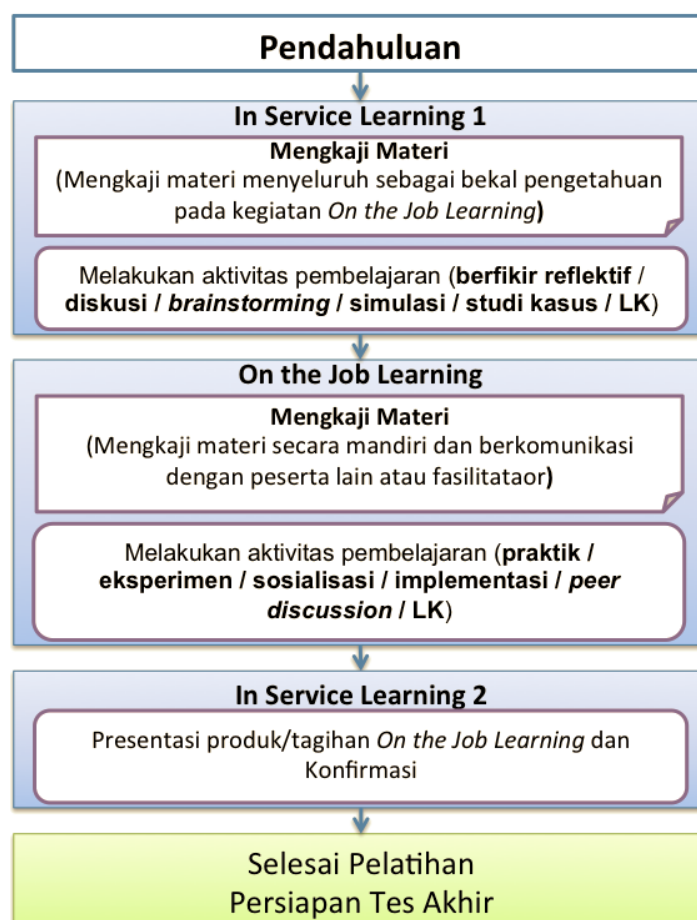 Pendahuluan
In Service Learning 1
Mengkaji Materi
(Mengkaji materi menyeluruh sebagai bekal pengetahuan
pada kegiatan On the Job Learning)
Melakukan aktivitas pembelajaran (berfikir reflektif /
diskusi / brainstorming / simulasi / studi kasus / LK)
On the Job Learning
Mengkaji Materi
(Mengkaji materi secara mandiri dan berkomunikasi
dengan peserta lain atau fasilitataor)
Melakukan aktivitas pembelajaran (praktik /
eksperimen / sosialisasi / implementasi / peer
discussion / LK)
In Service Learning 2
Presentasi produk/tagihan On the Job Learning dan
Konfirmasi
Selesai Pelatihan
Persiapan Tes Akhir